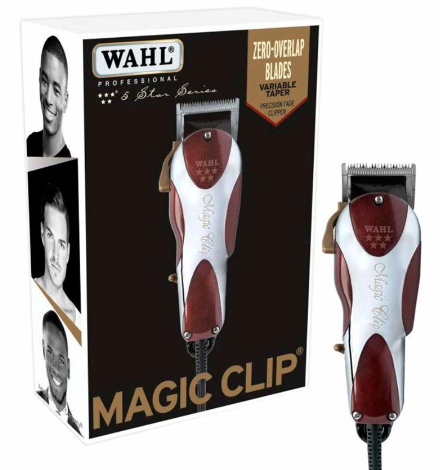 WAHL®
PROFESSIONAL
5 Star Series
ZERO-OVERLAP
BLADES
VARIABLE
TAPER
PRECISION FADE
CLIPPER
WAHL
Magic Clip
MAGIC CLIP®
WAHL
Magic Clip